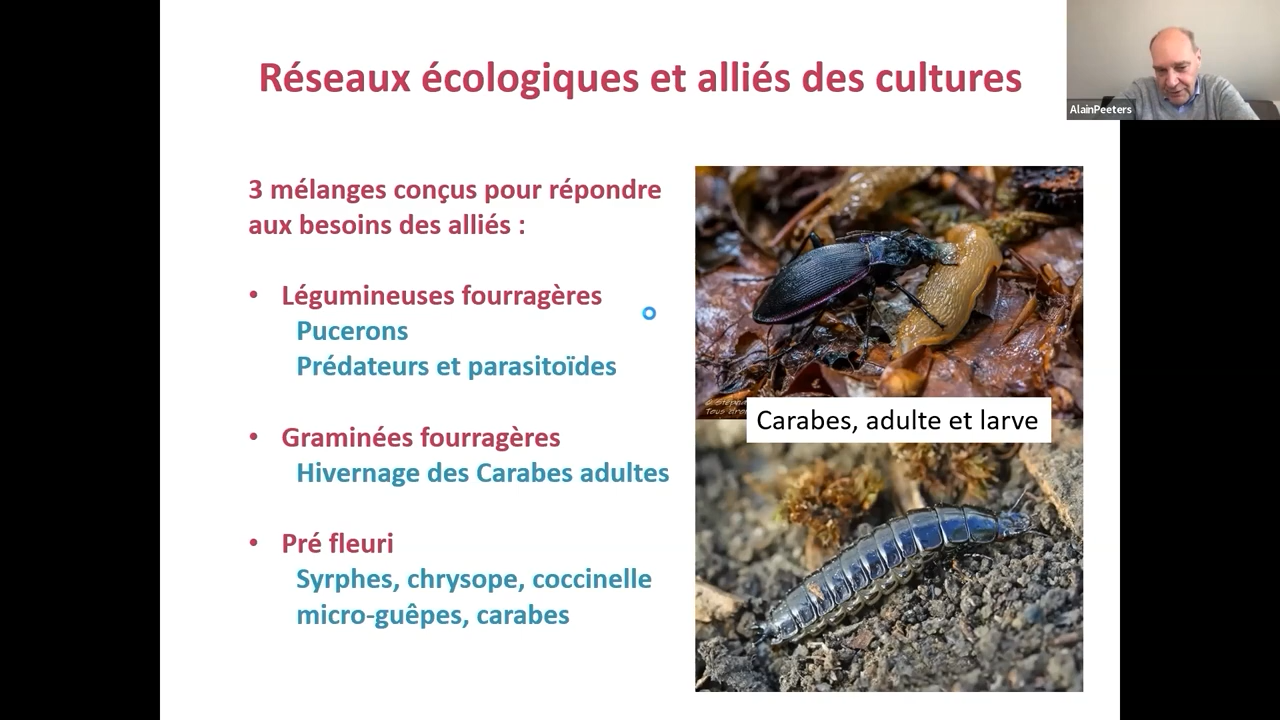 Réseaux écologiques et alliés des cultures
AlainPeeters
3 mélanges conçus pour répondre
aux besoins des alliés :
• Légumineuses fourragères
Pucerons
Prédateurs et parasitoïdes
• Graminées fourragères
Hivernage des Carabes adultes
• Pré fleuri
Syrphes, chrysope, coccinelle
micro-guêpes, carabes
Tous
Carabes, adulte et larve